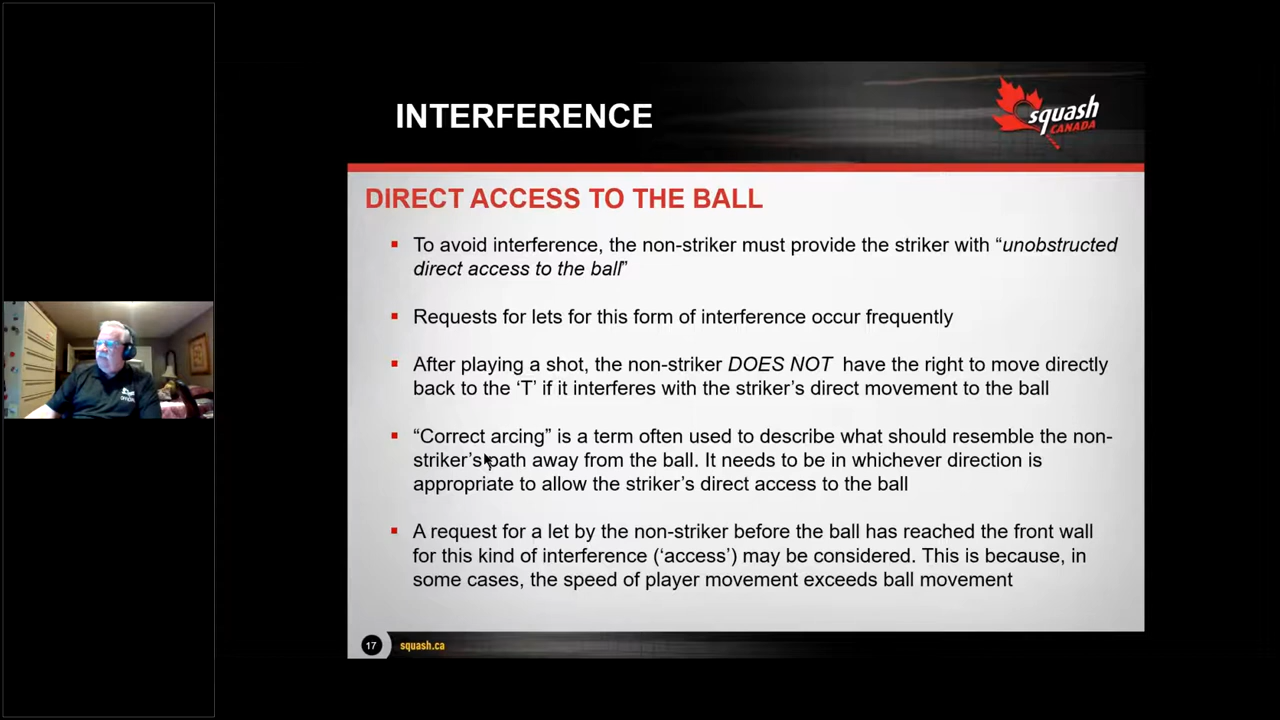 INTERFERENCE
squash
CANADA
DIRECT ACCESS TO THE BALL
To avoid interference, the non-striker must provide the striker with “unobstructed
direct access to the ball”
Requests for lets for this form of interference occur frequently
After playing a shot, the non-striker DOES NOT have the right to move directly
back to the ‘T’ if it interferes with the striker’s direct movement to the ball
“Correct arcing” is a term often used to describe what should resemble the non-
striker’s path away from the ball. It needs to be in whichever direction is
appropriate to allow the striker’s direct access to the ball
A request for a let by the non-striker before the ball has reached the front wall
for this kind of interference (‘access’) may be considered. This is because, in
some cases, the speed of player movement exceeds ball movement
17
squash.ca